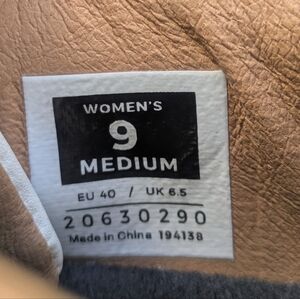 WOMEN'S
9
MEDIUM
EU 40 / UK 6.5
20630290
Made in China 194138